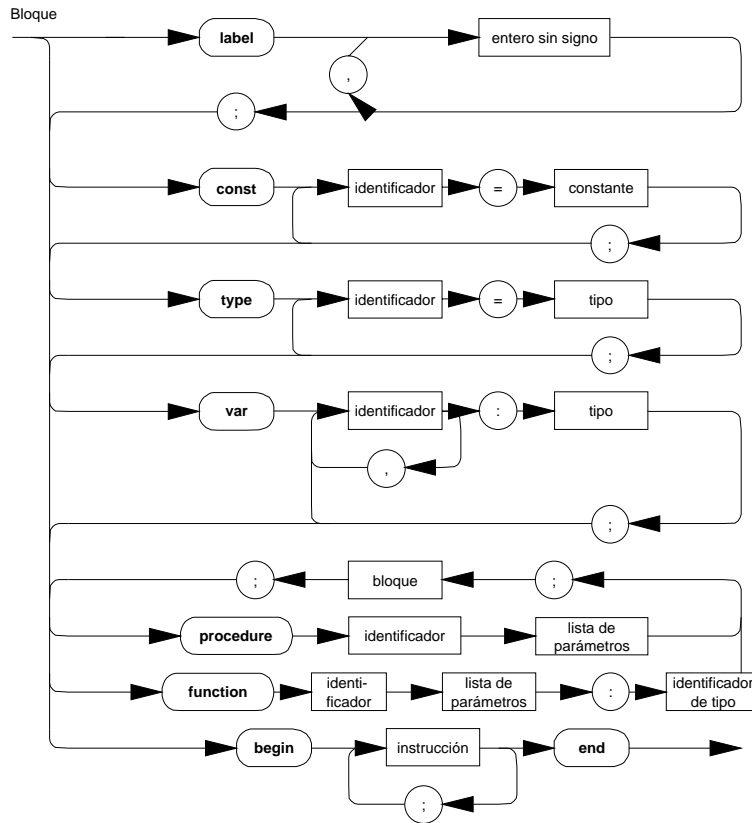 Bloque
label
entero sin signo
,
;
const
identificador
=
constante
;
type
identificador
=
tipo
;
var
identificador
:
tipo
,
;
;
bloque
;
procedure
identificador
lista de
parámetros
function
identi-
ficador
lista de
parámetros
:
identificador
de tipo
begin
instrucción
end
;